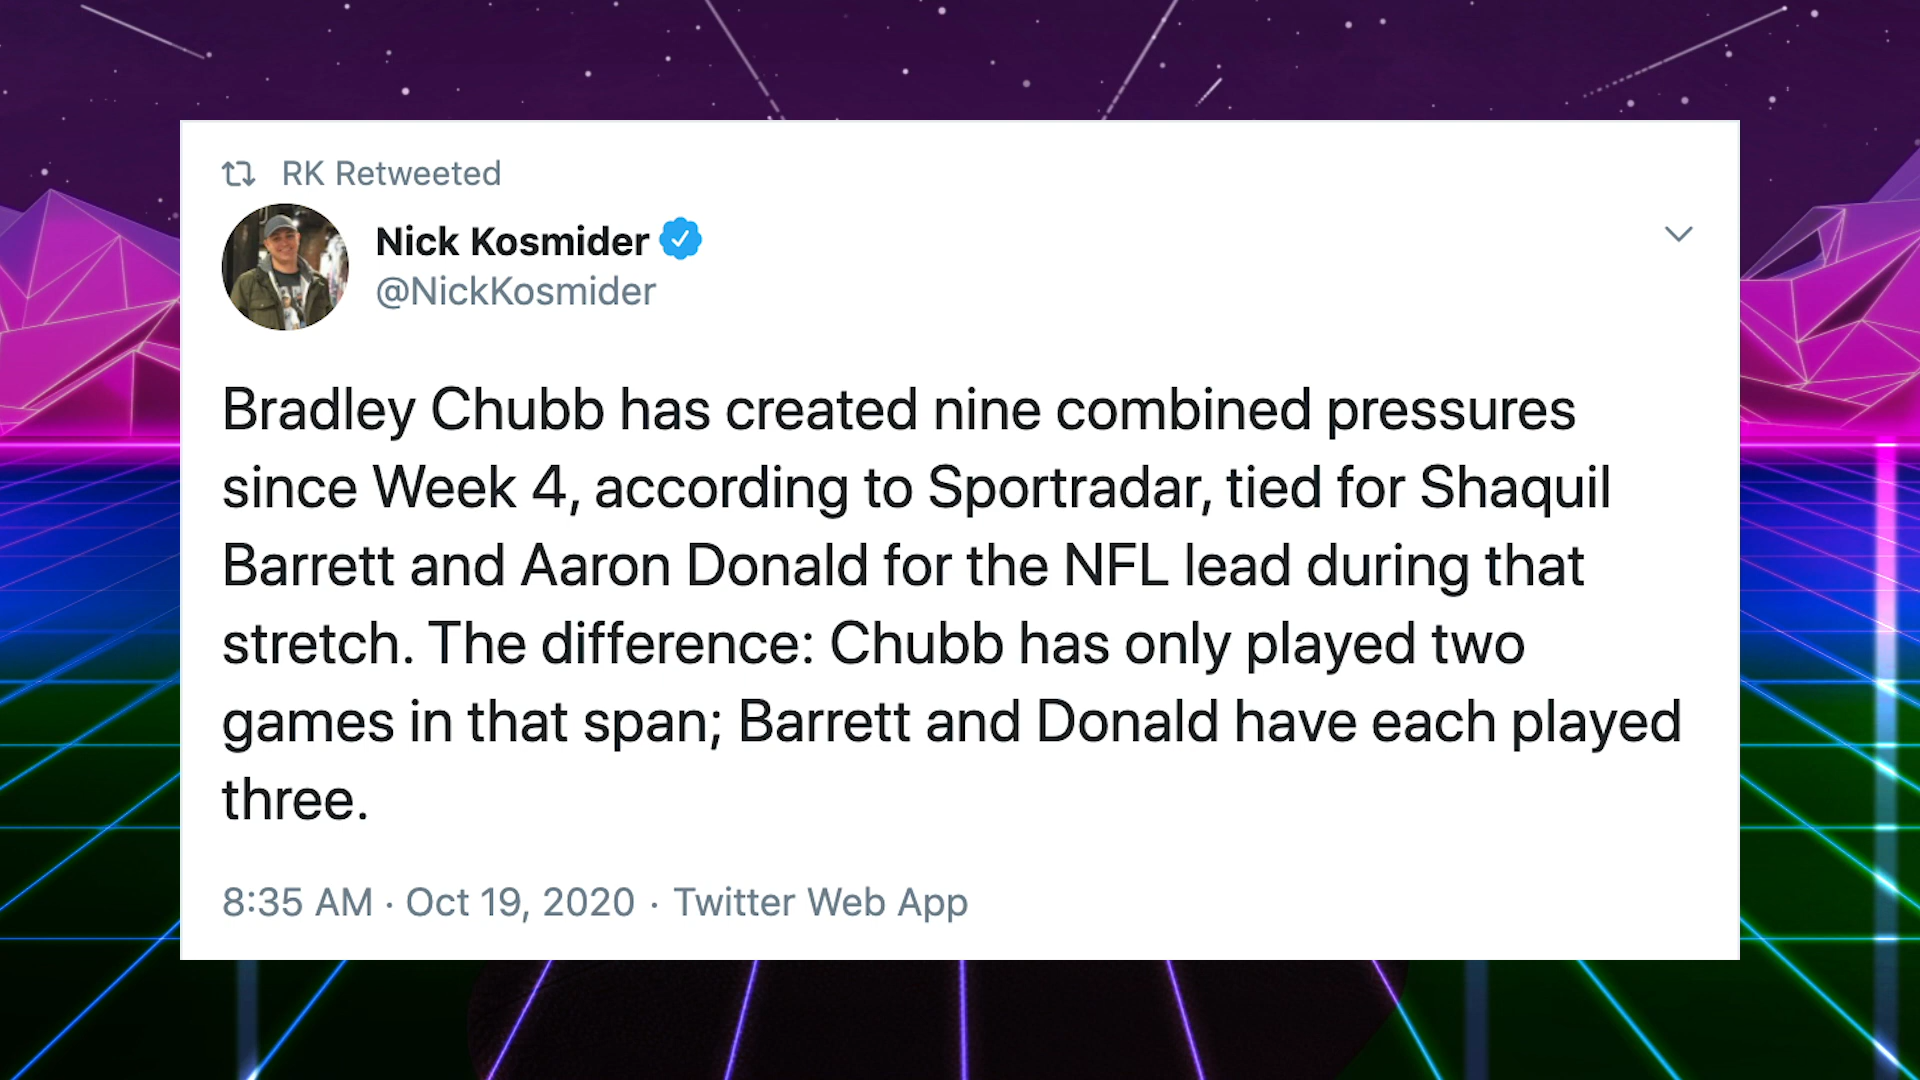 RK Retweeted
Nick Kosmider
@NickKosmider
Bradley Chubb has created nine combined pressures
since Week 4, according to Sportradar, tied for Shaquil
Barrett and Aaron Donald for the NFL lead during that
stretch. The difference: Chubb has only played two
games in that span; Barrett and Donald have each played
three.
8:35 AM · Oct 19, 2020 · Twitter Web App